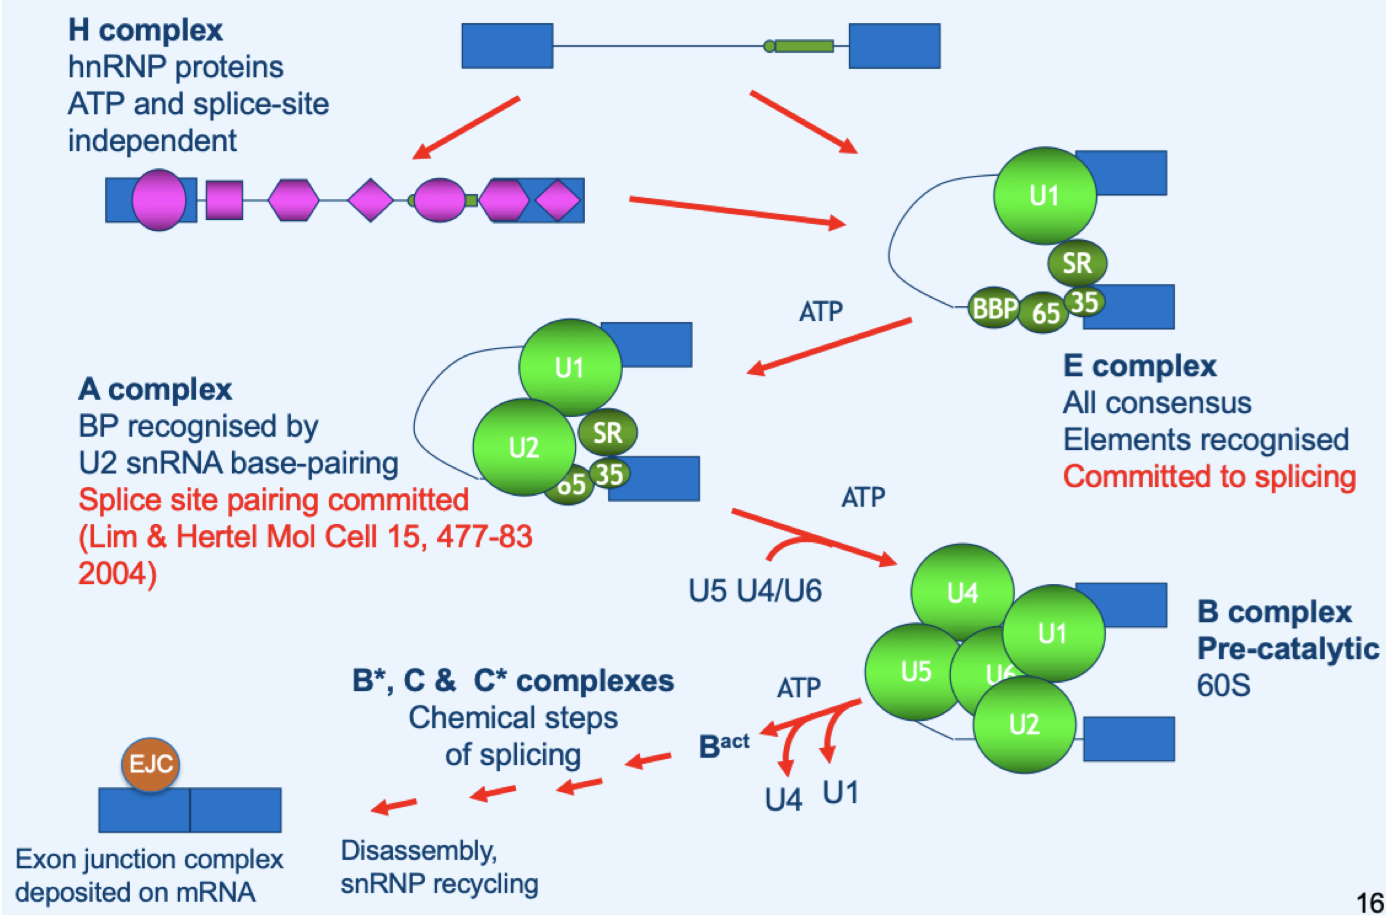 H complex
hnRNP proteins
ATP and splice-site
independent
U1
SR
BBP
65
35
ATP
E complex
All consensus
Elements recognised
Committed to splicing
A complex
BP recognised by
U2 snRNA base-pairing
Splice site pairing committed
(Lim & Hertel Mol Cell 15, 477-83
2004)
U1
U2
SR
65
35
ATP
U5 U4/U6
U4
U1
U5
U6
U2
B complex
Pre-catalytic
60S
ATP
B*, C & C* complexes
Chemical steps
of splicing
Bact
U4
U1
EJC
Exon junction complex
deposited on mRNA
Disassembly,
snRNP recycling
16